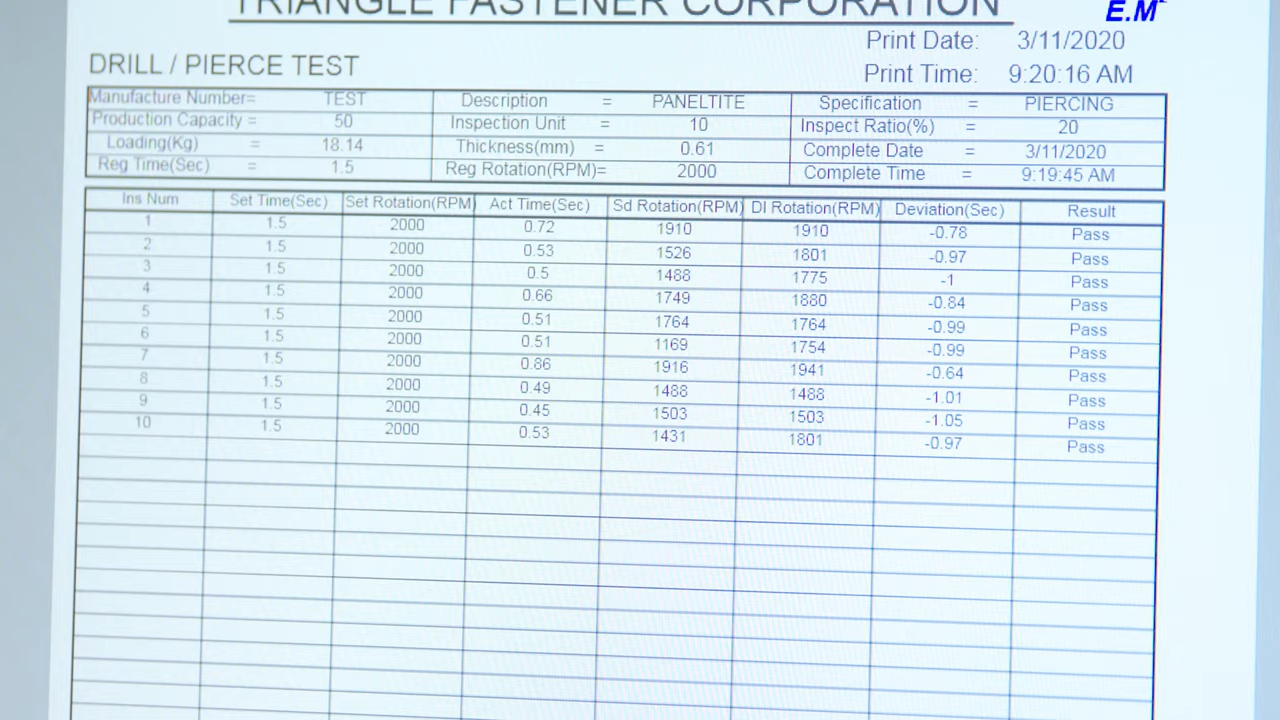 TRIANGLE FASTENER CORPORATION
E.M
Print Date: 3/11/2020
DRILL / PIERCE TEST
Print Time: 9:20:16 AM
Manufacture Number= TEST Description = PANELTITE Specification = PIERCING
Production Capacity = 50 Inspection Unit = 10 Inspect Ratio(%) = 20
Loading(Kg) = 18.14 Thickness(mm) = 0.61 Complete Date = 3/11/2020
Reg Time(Sec) = 1.5 Reg Rotation(RPM)= 2000 Complete Time = 9:19:45 AM
Ins Num Set Time(Sec) Set Rotation(RPM) Act Time(Sec) Sd Rotation(RPM) Dl Rotation(RPM) Deviation(Sec) Result
1 1.5 2000 0.72 1910 1910 -0.78 Pass
2 1.5 2000 0.53 1526 1801 -0.97 Pass
3 1.5 2000 0.5 1488 1775 -1 Pass
4 1.5 2000 0.66 1749 1880 -0.84 Pass
5 1.5 2000 0.51 1764 1764 -0.99 Pass
6 1.5 2000 0.51 1169 1754 -0.99 Pass
7 1.5 2000 0.86 1916 1941 -0.64 Pass
8 1.5 2000 0.49 1488 1488 -1.01 Pass
9 1.5 2000 0.45 1503 1503 -1.05 Pass
10 1.5 2000 0.53 1431 1801 -0.97 Pass